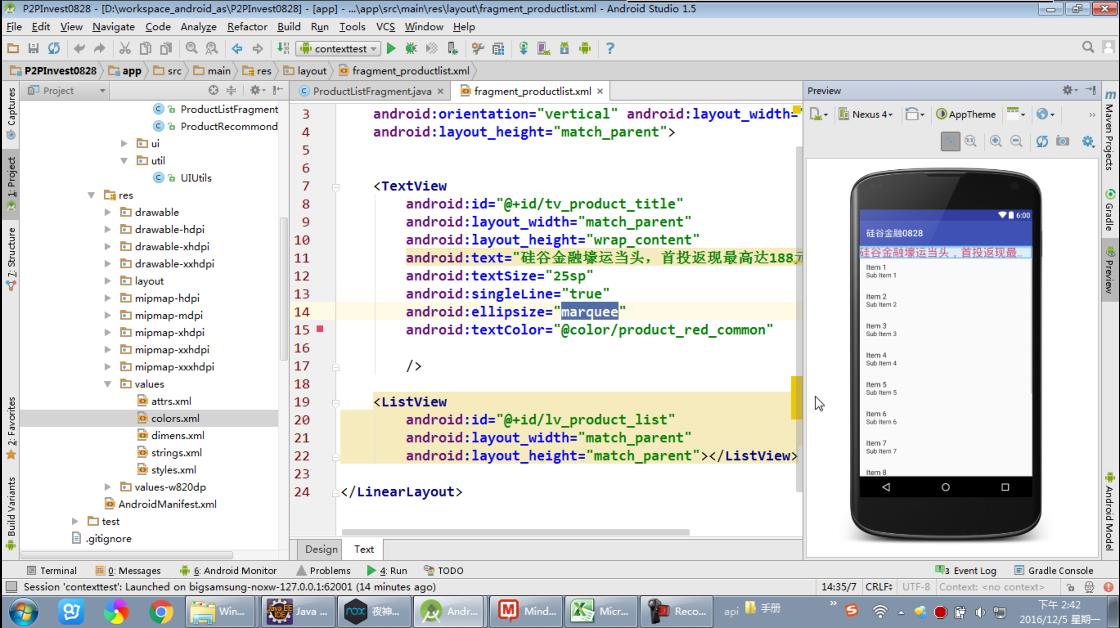 P2PInvest0828 - [D:\workspace_android_as\P2PInvest0828] - [app] - ...\app\src\main\res\layout\fragment_productlist.xml - Android Studio 1.5
File Edit View Navigate Code Analyze Refactor Build Run Tools VCS Window Help
contexttest
P2PInvest0828 app src main res layout fragment_productlist.xml
Project
ProductListFragment.java fragment_productlist.xml
Preview
Captures
1: Project
7: Structure
2: Favorites
Build Variants
ProductListFragment
ProductRecommond
ui
util
UIUtils
res
drawable
drawable-hdpi
drawable-xhdpi
drawable-xxhdpi
layout
mipmap-hdpi
mipmap-mdpi
mipmap-xhdpi
mipmap-xxhdpi
mipmap-xxxhdpi
values
attrs.xml
colors.xml
dimens.xml
strings.xml
styles.xml
values-w820dp
AndroidManifest.xml
test
.gitignore
3 android:orientation="vertical" android:layout_width="
4 android:layout_height="match_parent">
5
6
7 <TextView
8 android:id="@+id/tv_product_title"
9 android:layout_width="match_parent"
10 android:layout_height="wrap_content"
11 android:text="硅谷金融壕运当头，首投返现最高达188元
12 android:textSize="25sp"
13 android:singleLine="true"
14 android:ellipsize="marquee"
15 android:textColor="@color/product_red_common"
16
17 />
18
19 <ListView
20 android:id="@+id/lv_product_list"
21 android:layout_width="match_parent"
22 android:layout_height="match_parent"></ListView>
23
24 </LinearLayout>
Design Text
Nexus 4 AppTheme
6:00
硅谷金融0828
硅谷金融壕运当头，首投返现最...
Item 1
Sub Item 1
Item 2
Sub Item 2
Item 3
Sub Item 3
Item 4
Sub Item 4
Item 5
Sub Item 5
Item 6
Sub Item 6
Item 7
Sub Item 7
Item 8
Maven Projects
Gradle
Preview
Android Model
Terminal 0: Messages 6: Android Monitor Problems 4: Run TODO 3 Event Log Gradle Console
Session 'contexttest': Launched on bigsamsung-noxw-127.0.0.1:62001 (14 minutes ago) 14:35/7 CRLF UTF-8 Context: <no context>
Win... Java ... 夜神... Andr... Mind... Micr... Reco... api 手册
下午 2:42
2016/12/5 星期一